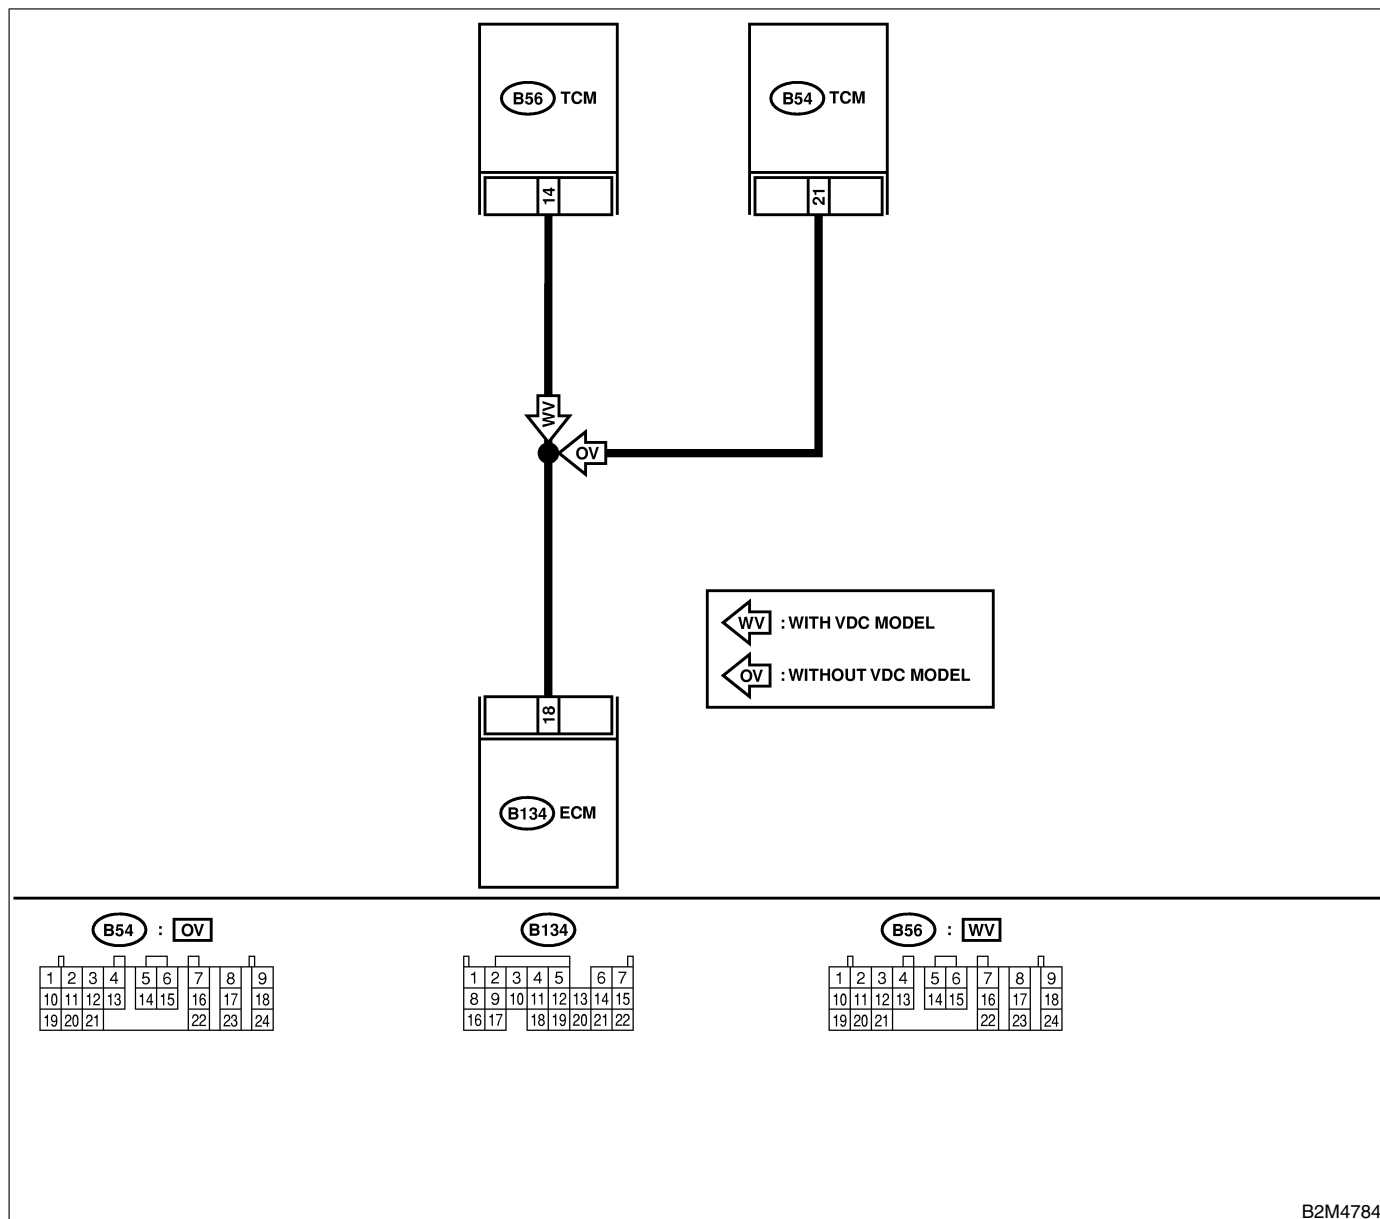 B56 TCM
B54 TCM
14
21
WV
OV
WV : WITH VDC MODEL
OV : WITHOUT VDC MODEL
18
B134 ECM
B54 : OV
1 2 3 4 5 6 7 8 9
10 11 12 13 14 15 16 17 18
19 20 21 22 23 24
B134
1 2 3 4 5 6 7
8 9 10 11 12 13 14 15
16 17 18 19 20 21 22
B56 : WV
1 2 3 4 5 6 7 8 9
10 11 12 13 14 15 16 17 18
19 20 21 22 23 24
B2M4784